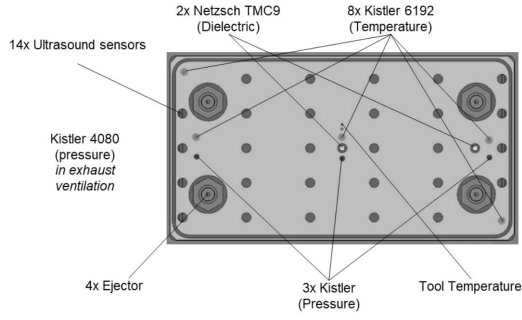 2x Netzsch TMC9
(Dielectric)
8x Kistler 6192
(Temperature)
14x Ultrasound sensors
Kistler 4080
(pressure)
in exhaust
ventilation
4x Ejector
3x Kistler
(Pressure)
Tool Temperature